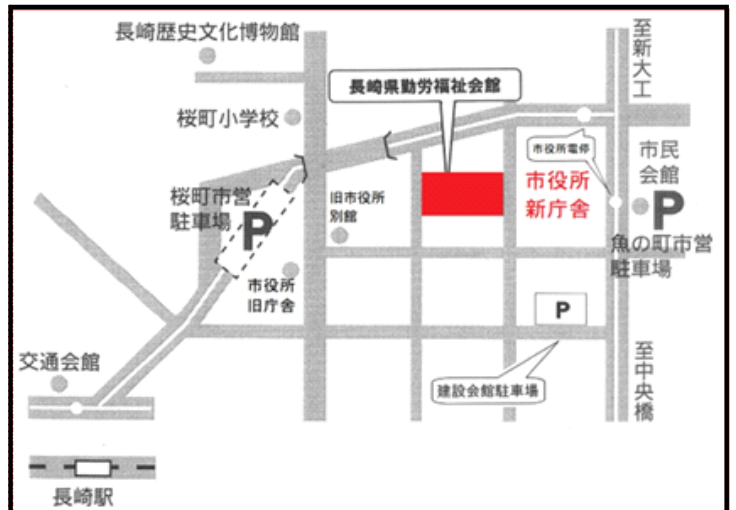 長崎歴史文化博物館
至新大工
長崎県勤労福祉会館
桜町小学校
市役所電停
市民
会館
桜町市営
駐車場
P
旧市役所
別館
市役所
新庁舎
P
魚の町市営
駐車場
市役所
旧庁舎
P
交通会館
建設会館駐車場
至中央橋
長崎駅